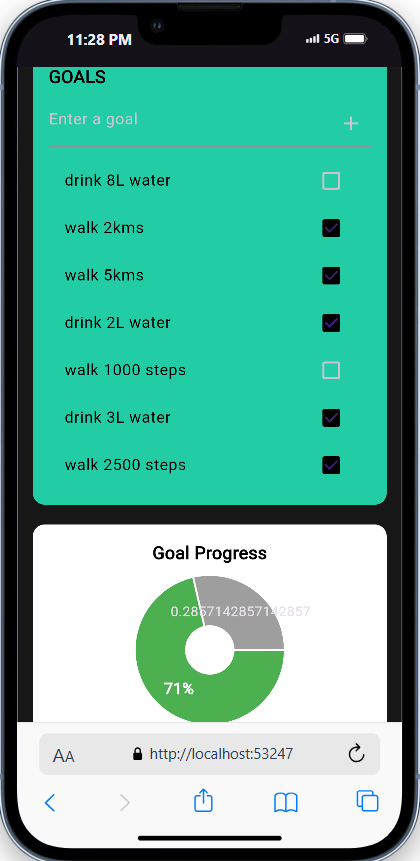 11:28 PM 5G
GOALS
Enter a goal
drink 8L water
walk 2kms
walk 5kms
drink 2L water
walk 1000 steps
drink 3L water
walk 2500 steps
Goal Progress
0.2857142857142857
71%
AA http://localhost:53247